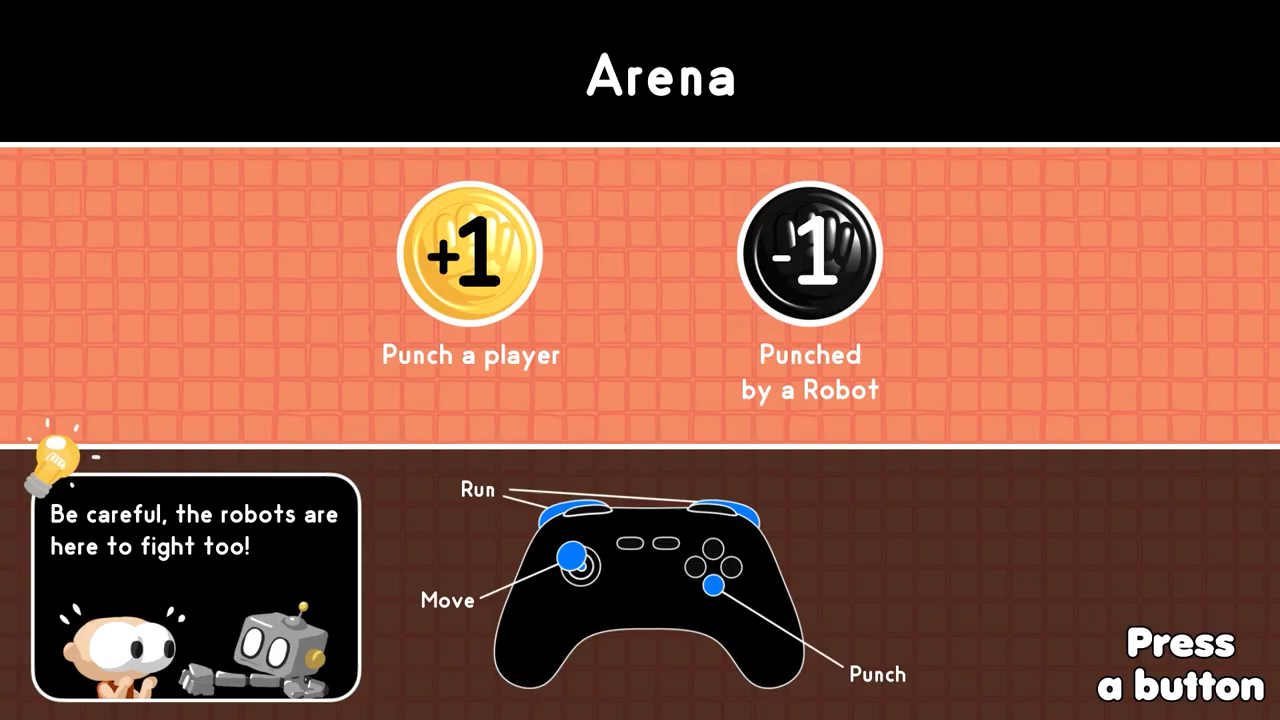 Arena
+1
-1
Punch a player
Punched
by a Robot
Be careful, the robots are
here to fight too!
Run
Move
Punch
Press
a button